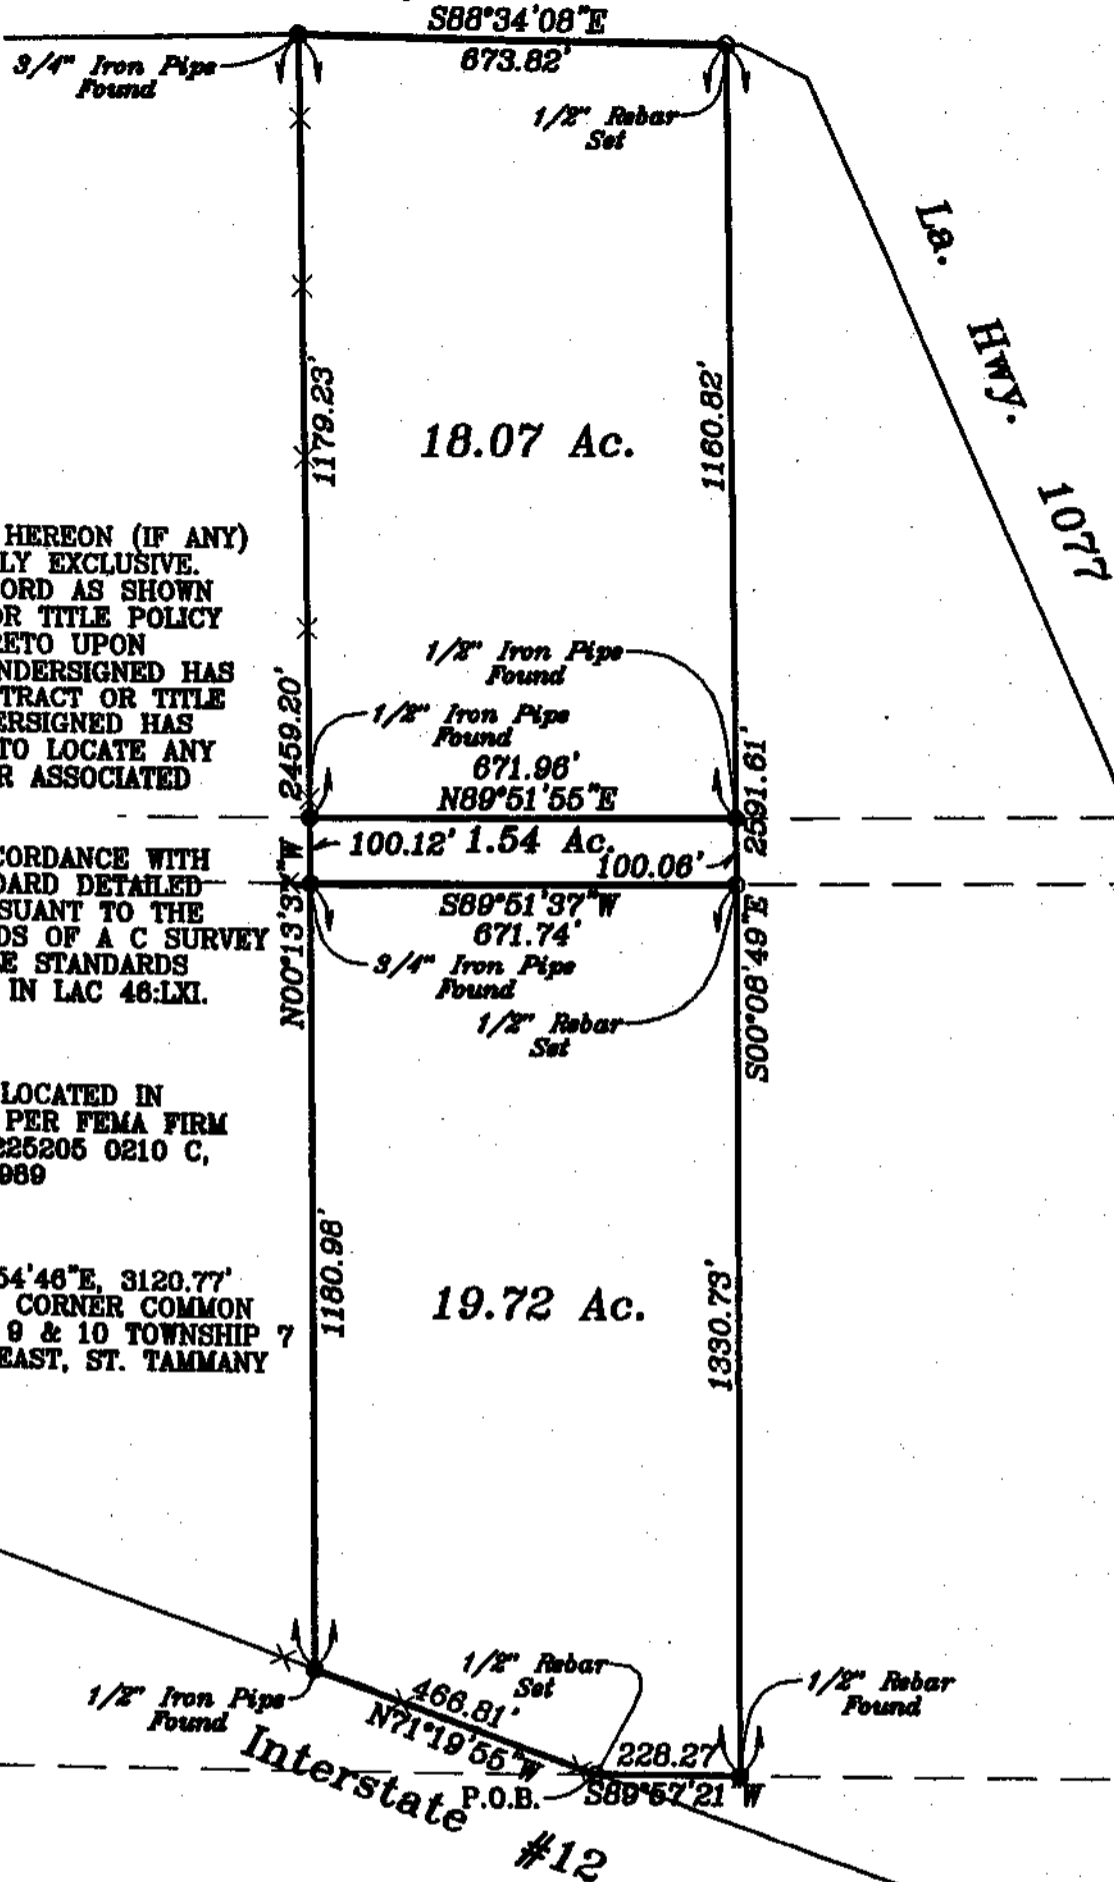 S88°34'08"E
673.82'
3/4" Iron Pipe
Found
1/2" Rebar
Set
La. Hwy. 1077
1179.23'
1160.82'
18.07 Ac.
HEREON (IF ANY)
LY EXCLUSIVE.
ORD AS SHOWN
OR TITLE POLICY
RETO UPON
NDERSIGNED HAS
TRACT OR TITLE
ERSIGNED HAS
TO LOCATE ANY
R ASSOCIATED
1/2" Iron Pipe
Found
1/2" Iron Pipe
Found
2459.20'
2591.61'
671.96'
N89°51'55"E
100.12'
1.54 Ac.
100.06'
S89°51'37"W
671.74'
N00°13'37"W
S00°08'49"E
CORDANCE WITH
DARD DETAILED
SUANT TO THE
DS OF A C SURVEY
E STANDARDS
IN LAC 46:LXI.
3/4" Iron Pipe
Found
1/2" Rebar
Set
LOCATED IN
PER FEMA FIRM
225205 0210 C,
989
1180.98'
1330.73'
19.72 Ac.
54'46"E, 3120.77'
CORNER COMMON
9 & 10 TOWNSHIP 7
EAST, ST. TAMMANY
1/2" Iron Pipe
Found
1/2" Rebar
Set
1/2" Rebar
Found
466.81'
N71°19'55"W
228.27'
S89°57'21"W
P.O.B.
Interstate #12